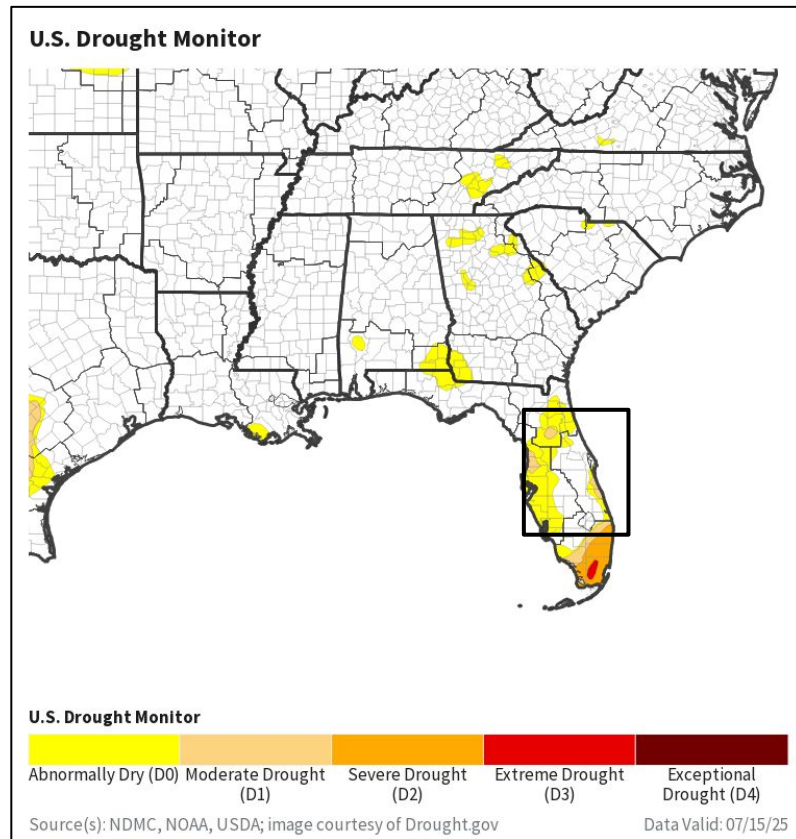 U.S. Drought Monitor
U.S. Drought Monitor
Abnormally Dry (D0)
Moderate Drought
(D1)
Severe Drought
(D2)
Extreme Drought
(D3)
Exceptional
Drought (D4)
Source(s): NDMC, NOAA, USDA; image courtesy of Drought.gov
Data Valid: 07/15/25